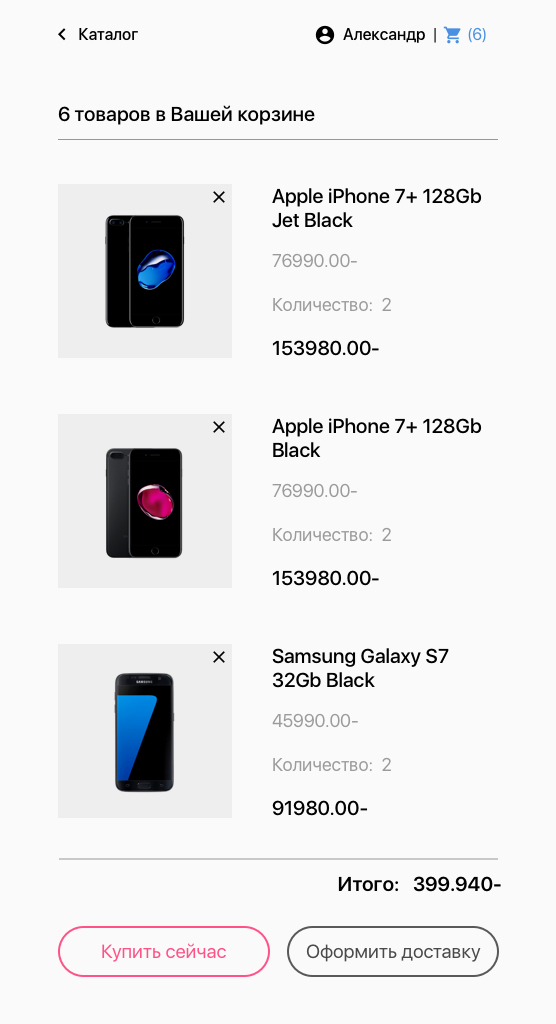 Каталог
Александр | (6)
6 товаров в Вашей корзине
Apple iPhone 7+ 128Gb
Jet Black
76990.00-
Количество: 2
153980.00-
Apple iPhone 7+ 128Gb
Black
76990.00-
Количество: 2
153980.00-
SAMSUNG
Samsung Galaxy S7
32Gb Black
45990.00-
Количество: 2
91980.00-
Итого: 399.940-
Купить сейчас
Оформить доставку